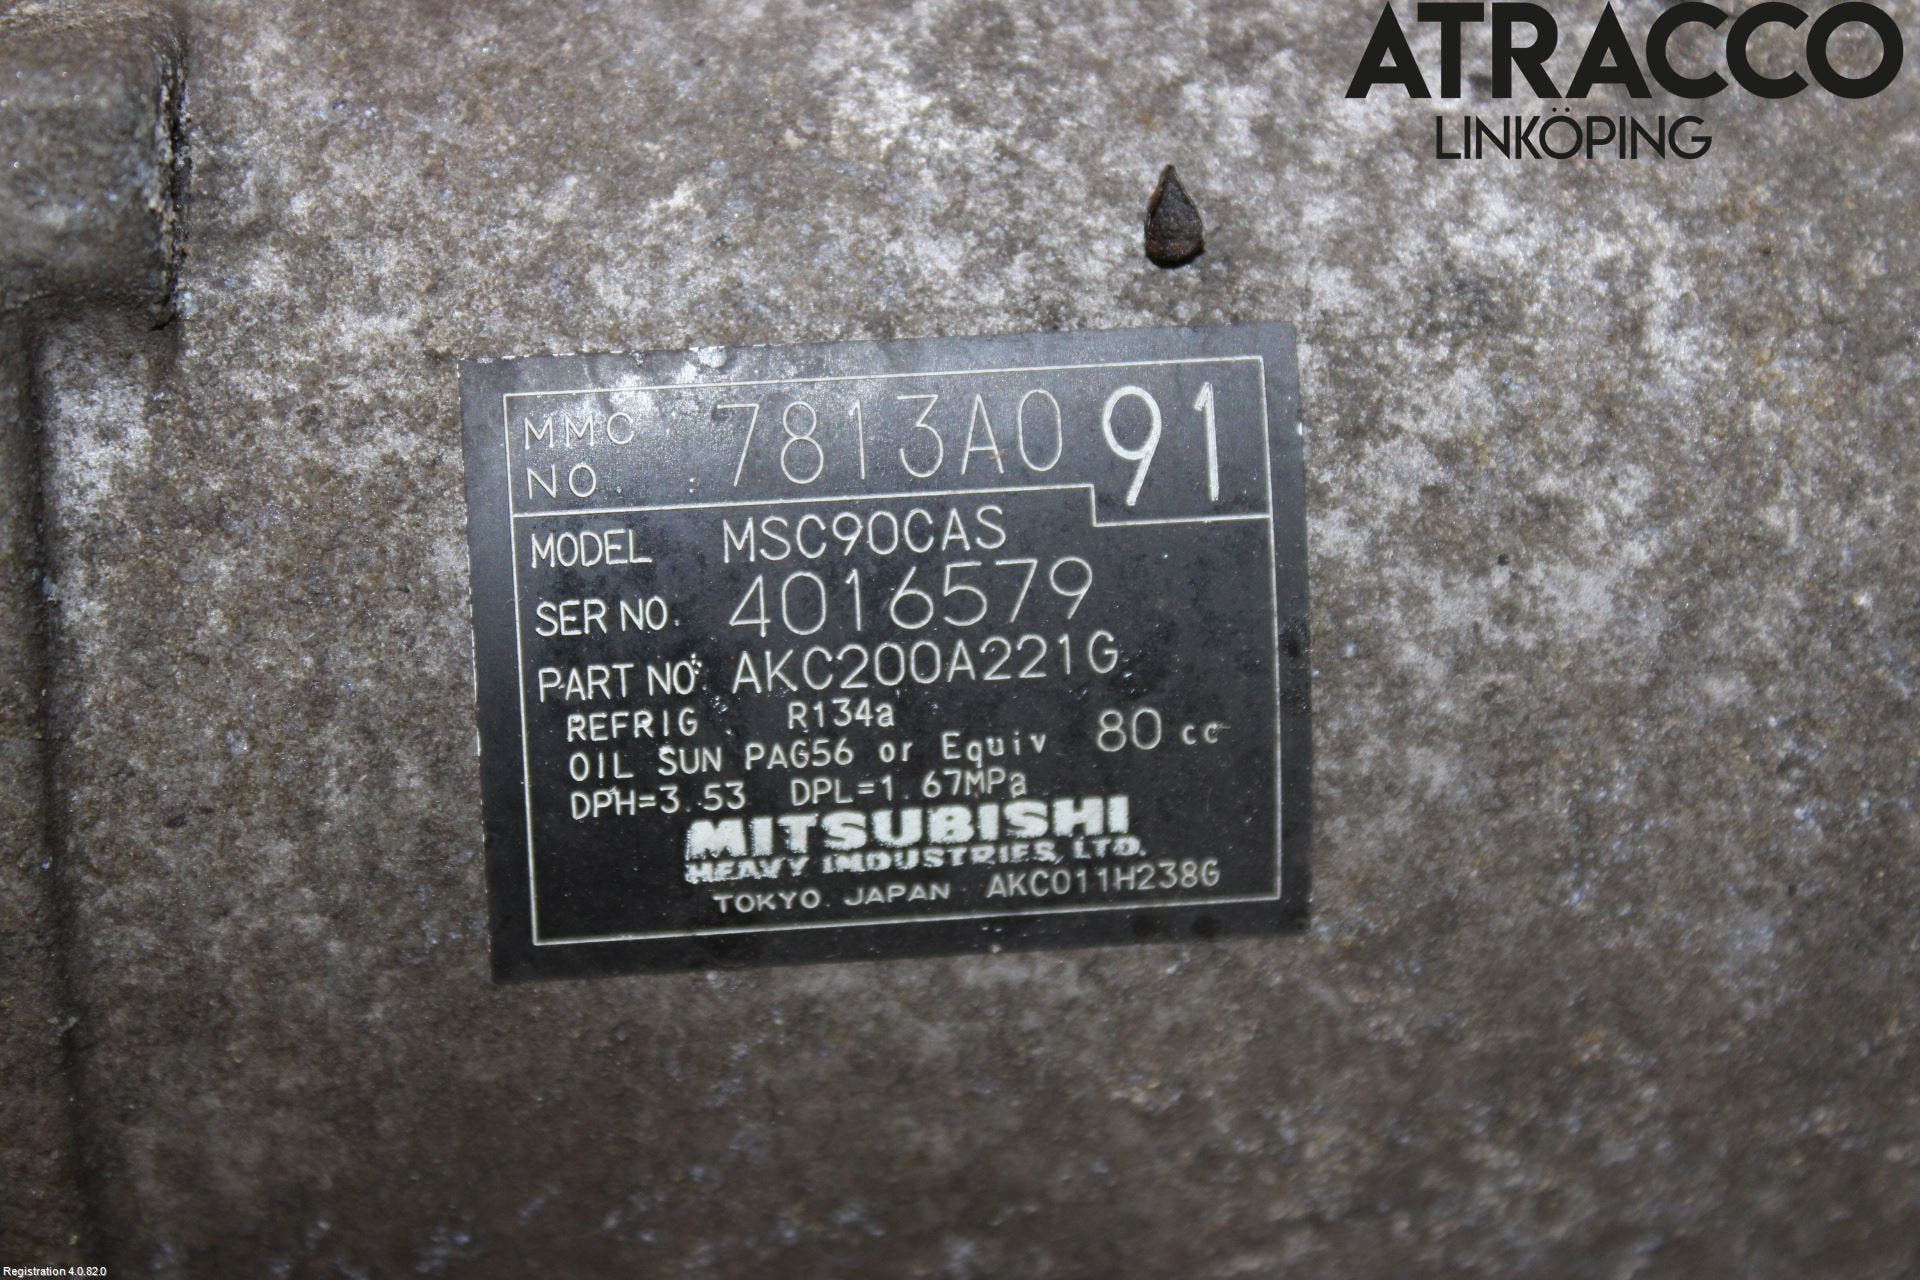 ATRACCO
LINKÖPING
MMC NO 7813A091
MODEL MSC90CAS
SER NO. 4016579
PART NO. AKC200A221G
REFRIG R134a
OIL SUN PAG56 or Equiv 80 cc
DPH=3.53 DPL=1.67MPa
MITSUBISHI
HEAVY INDUSTRIES, LTD.
TOKYO. JAPAN AKC011H238G
Registration 4.0.82.0